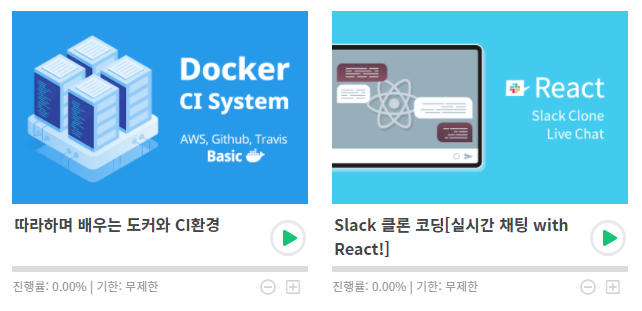 Docker
CI System
AWS, Github, Travis
Basic
React
Slack Clone
Live Chat
따라하며 배우는 도커와 CI환경
Slack 클론 코딩[실시간 채팅 with
React!]
진행률: 0.00% | 기한: 무제한
진행률: 0.00% | 기한: 무제한